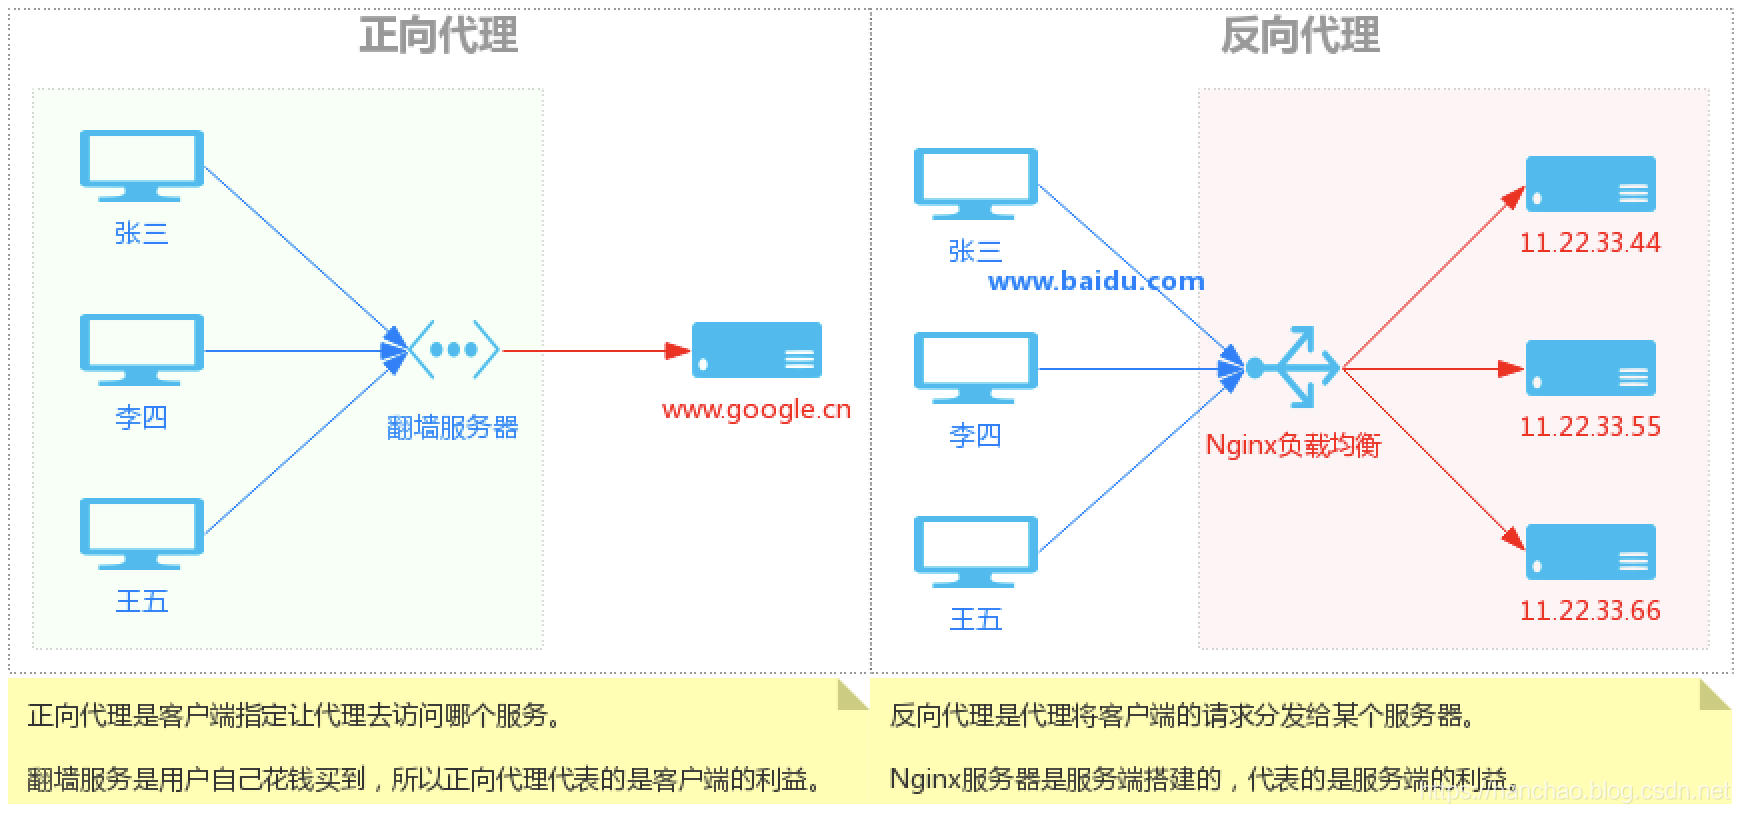 正向代理
张三
李四
王五
翻墙服务器
www.google.cn
正向代理是客户端指定让代理去访问哪个服务。
翻墙服务是用户自己花钱买到，所以正向代理代表的是客户端的利益。
反向代理
张三
www.baidu.com
李四
王五
Nginx负载均衡
11.22.33.44
11.22.33.55
11.22.33.66
反向代理是代理将客户端的请求分发给某个服务器。
Nginx服务器是服务端搭建的，代表的是服务端的利益。
https://hanchao.blog.csdn.net